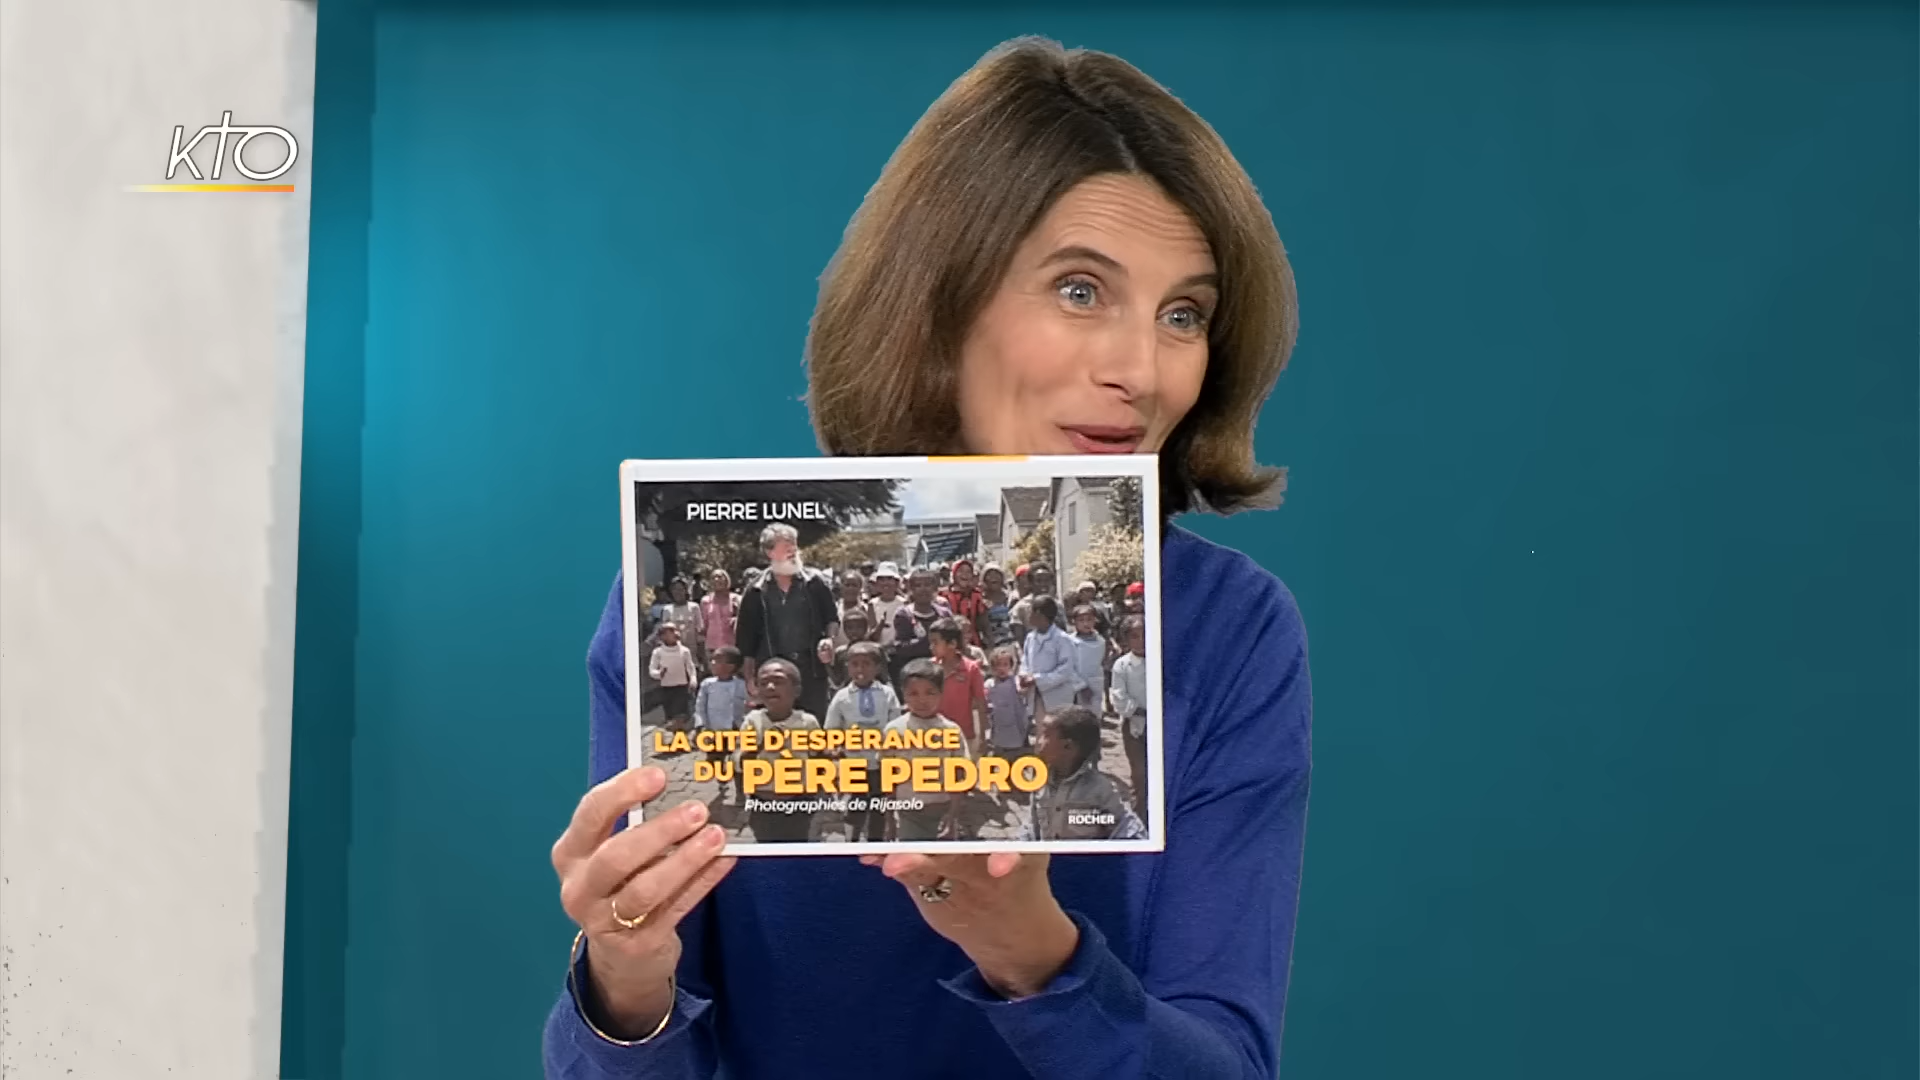 KTO
PIERRE LUNEL
LA CITÉ D'ESPÉRANCE
DU PÈRE PEDRO
Photographies de Rijasolo
ROCHER